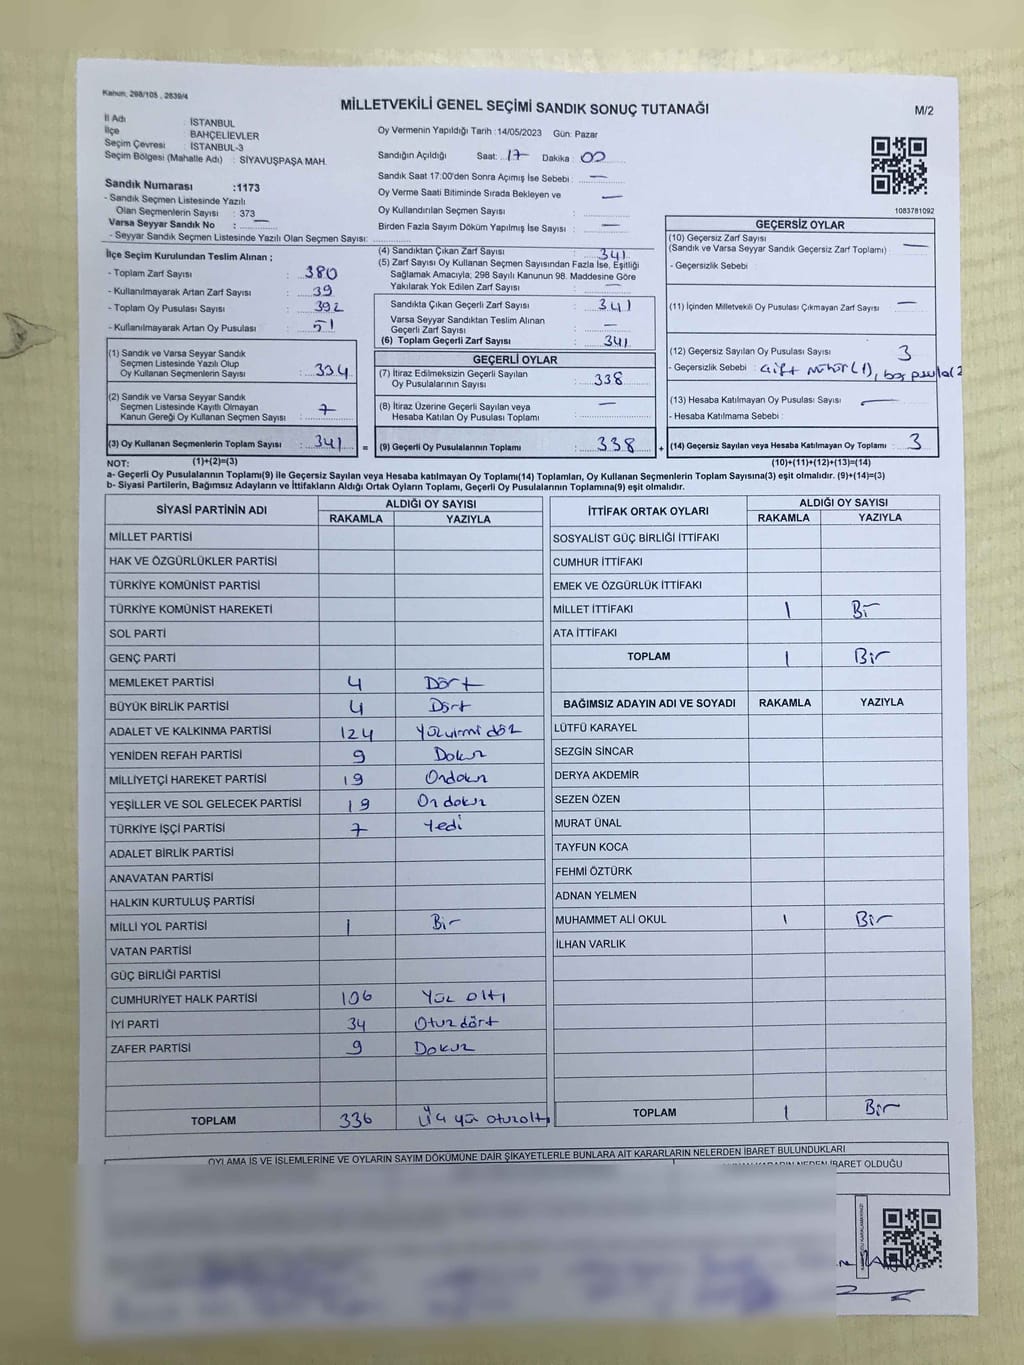 Kanun, 298/105 , 2839/4
MİLLETVEKİLİ GENEL SEÇİMİ SANDIK SONUÇ TUTANAĞI
M/2
İl Adı : İSTANBUL
İlçe : BAHÇELİEVLER
Seçim Çevresi : İSTANBUL-3
Seçim Bölgesi (Mahalle Adı) : SİYAVUŞPAŞA MAH.
Sandık Numarası :1173
- Sandık Seçmen Listesinde Yazılı
Olan Seçmenlerin Sayısı : 373
Varsa Seyyar Sandık No : —
- Seyyar Sandık Seçmen Listesinde Yazılı Olan Seçmen Sayısı:
Oy Vermenin Yapıldığı Tarih :14/05/2023 Gün: Pazar
Sandığın Açıldığı Saat: 17 Dakika : 00
Sandık Saat 17:00'den Sonra Açımış İse Sebebi : —
Oy Verme Saati Bitiminde Sırada Bekleyen ve —
Oy Kullandırılan Seçmen Sayısı :
Birden Fazla Sayım Döküm Yapılmış İse Sayısı : —
1083781092
İlçe Seçim Kurulundan Teslim Alınan ;
- Toplam Zarf Sayısı : 380
- Kullanılmayarak Artan Zarf Sayısı : 39
- Toplam Oy Pusulası Sayısı : 392
- Kullanılmayarak Artan Oy Pusulası : 51
(4) Sandıktan Çıkan Zarf Sayısı : 341
(5) Zarf Sayısı Oy Kullanan Seçmen Sayısından Fazla İse, Eşitliği
Sağlamak Amacıyla; 298 Sayılı Kanunun 98. Maddesine Göre
Yakılarak Yok Edilen Zarf Sayısı : —
Sandıkta Çıkan Geçerli Zarf Sayısı : 341
Varsa Seyyar Sandıktan Teslim Alınan
Geçerli Zarf Sayısı : —
(6) Toplam Geçerli Zarf Sayısı : 341
GEÇERSİZ OYLAR
(10) Geçersiz Zarf Sayısı —
(Sandık ve Varsa Seyyar Sandık Geçersiz Zarf Toplamı) :
- Geçersizlik Sebebi :
(11) İçinden Milletvekili Oy Pusulası Çıkmayan Zarf Sayısı : —
(12) Geçersiz Sayılan Oy Pusulası Sayısı : 3
- Geçersizlik Sebebi : Çift mühür(1), boş pusula(2
(13) Hesaba Katılmayan Oy Pusulası Sayısı : —
- Hesaba Katılmama Sebebi :
(1) Sandık ve Varsa Seyyar Sandık
Seçmen Listesinde Yazılı Olup
Oy Kullanan Seçmenlerin Sayısı : 334
(2) Sandık ve Varsa Seyyar Sandık
Seçmen Listesinde Kayıtlı Olmayan
Kanun Gereği Oy Kullanan Seçmen Sayısı : 7
GEÇERLİ OYLAR
(7) İtiraz Edilmeksizin Geçerli Sayılan
Oy Pusulalarının Sayısı : 338
(8) İtiraz Üzerine Geçerli Sayılan veya
Hesaba Katılan Oy Pusulası Toplamı : —
(3) Oy Kullanan Seçmenlerin Toplam Sayısı : 341 = (9) Geçerli Oy Pusulalarının Toplamı : 338 + (14) Geçersiz Sayılan veya Hesaba Katılmayan Oy Toplamı : 3
NOT: (1)+(2)=(3) (10)+(11)+(12)+(13)=(14)
a- Geçerli Oy Pusulalarının Toplamı(9) ile Geçersiz Sayılan veya Hesaba katılmayan Oy Toplamı(14) Toplamları, Oy Kullanan Seçmenlerin Toplam Sayısına(3) eşit olmalıdır. (9)+(14)=(3)
b- Siyasi Partilerin, Bağımsız Adayların ve İttifakların Aldığı Ortak Oyların Toplamı, Geçerli Oy Pusulalarının Toplamına(9) eşit olmalıdır.
SİYASİ PARTİNİN ADI ALDIĞI OY SAYISI
RAKAMLA YAZIYLA
MİLLET PARTİSİ
HAK VE ÖZGÜRLÜKLER PARTİSİ
TÜRKİYE KOMÜNİST PARTİSİ
TÜRKİYE KOMÜNİST HAREKETİ
SOL PARTİ
GENÇ PARTİ
MEMLEKET PARTİSİ 4 Dört
BÜYÜK BİRLİK PARTİSİ 4 Dört
ADALET VE KALKINMA PARTİSİ 124 Yüzyirmi dört
YENİDEN REFAH PARTİSİ 9 Dokuz
MİLLİYETÇİ HAREKET PARTİSİ 19 Ondokuz
YEŞİLLER VE SOL GELECEK PARTİSİ 19 Ondokuz
TÜRKİYE İŞÇİ PARTİSİ 7 Yedi
ADALET BİRLİK PARTİSİ
ANAVATAN PARTİSİ
HALKIN KURTULUŞ PARTİSİ
MİLLİ YOL PARTİSİ 1 Bir
VATAN PARTİSİ
GÜÇ BİRLİĞİ PARTİSİ
CUMHURİYET HALK PARTİSİ 106 Yüz altı
İYİ PARTİ 34 Otuz dört
ZAFER PARTİSİ 9 Dokuz
TOPLAM 336 Üç yüz otuzaltı
İTTİFAK ORTAK OYLARI ALDIĞI OY SAYISI
RAKAMLA YAZIYLA
SOSYALİST GÜÇ BİRLİĞİ İTTİFAKI
CUMHUR İTTİFAKI
EMEK VE ÖZGÜRLÜK İTTİFAKI
MİLLET İTTİFAKI 1 Bir
ATA İTTİFAKI
TOPLAM 1 Bir
BAĞIMSIZ ADAYIN ADI VE SOYADI RAKAMLA YAZIYLA
LÜTFÜ KARAYEL
SEZGİN SİNCAR
DERYA AKDEMİR
SEZEN ÖZEN
MURAT ÜNAL
TAYFUN KOCA
FEHMİ ÖZTÜRK
ADNAN YELMEN
MUHAMMET ALİ OKUL 1 Bir
İLHAN VARLIK
TOPLAM 1 Bir
OYLAMA İŞ VE İŞLEMLERİNE VE OYLARIN SAYIM DÖKÜMÜNE DAİR ŞİKAYETLERLE BUNLARA AİT KARARLARIN NELERDEN İBARET BULUNDUKLARI
KARARIN NEDEN İBARET OLDUĞU